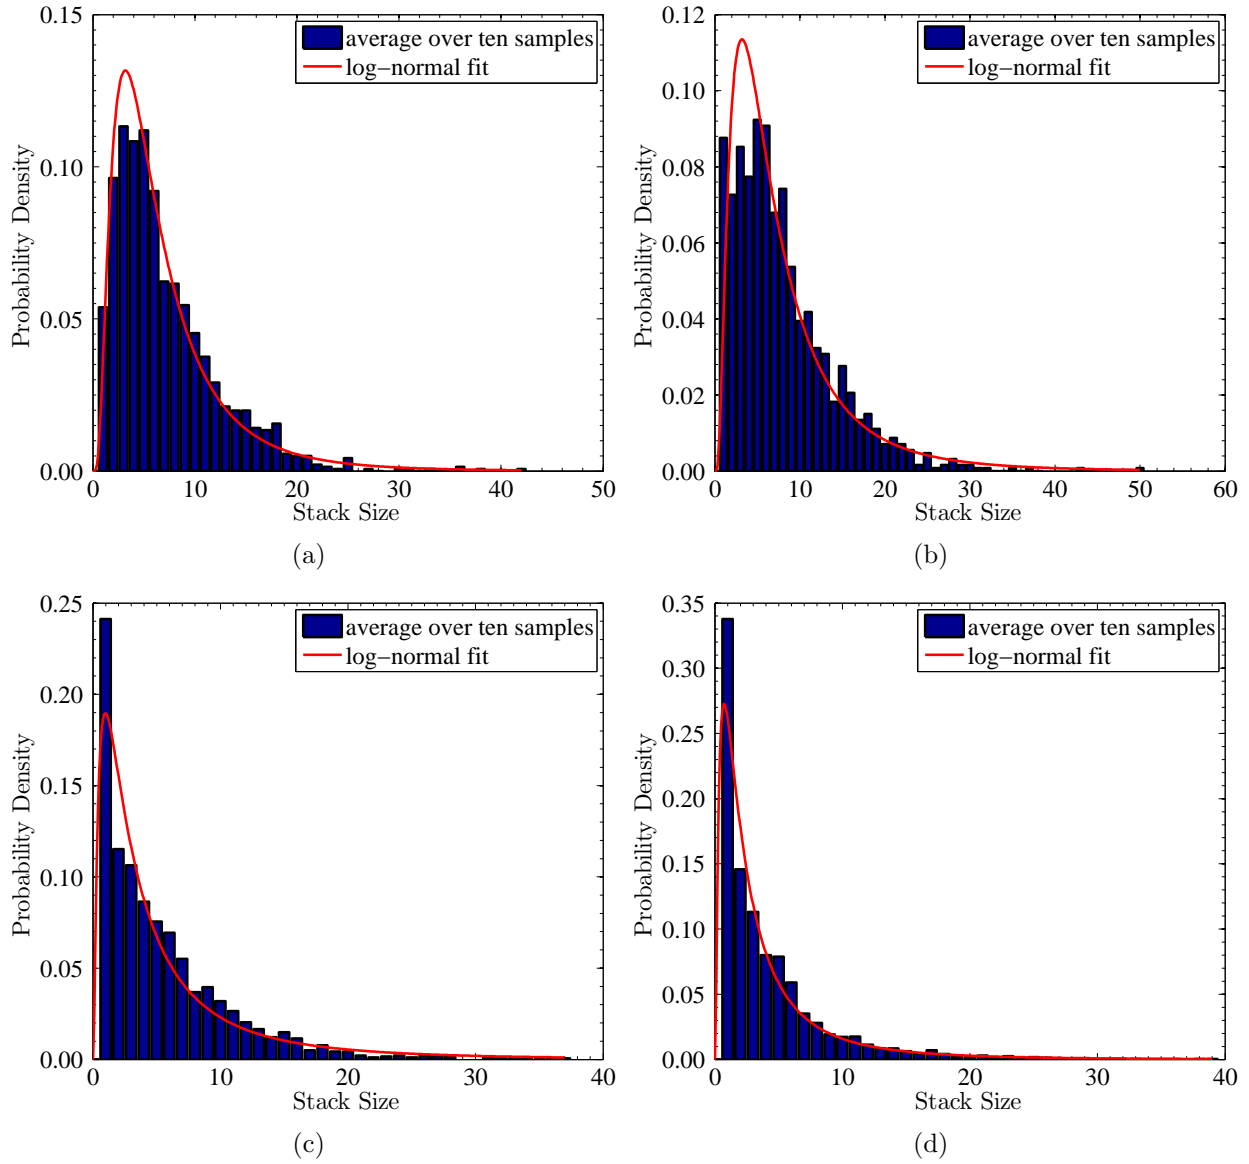 0.15
0.10
0.05
0.00
Probability Density
average over ten samples
log−normal fit
0 10 20 30 40 50
Stack Size
(a)
0.12
0.10
0.08
0.06
0.04
0.02
0.00
Probability Density
average over ten samples
log−normal fit
0 10 20 30 40 50 60
Stack Size
(b)
0.25
0.20
0.15
0.10
0.05
0.00
Probability Density
average over ten samples
log−normal fit
0 10 20 30 40
Stack Size
(c)
0.35
0.30
0.25
0.20
0.15
0.10
0.05
0.00
Probability Density
average over ten samples
log−normal fit
0 10 20 30 40
Stack Size
(d)